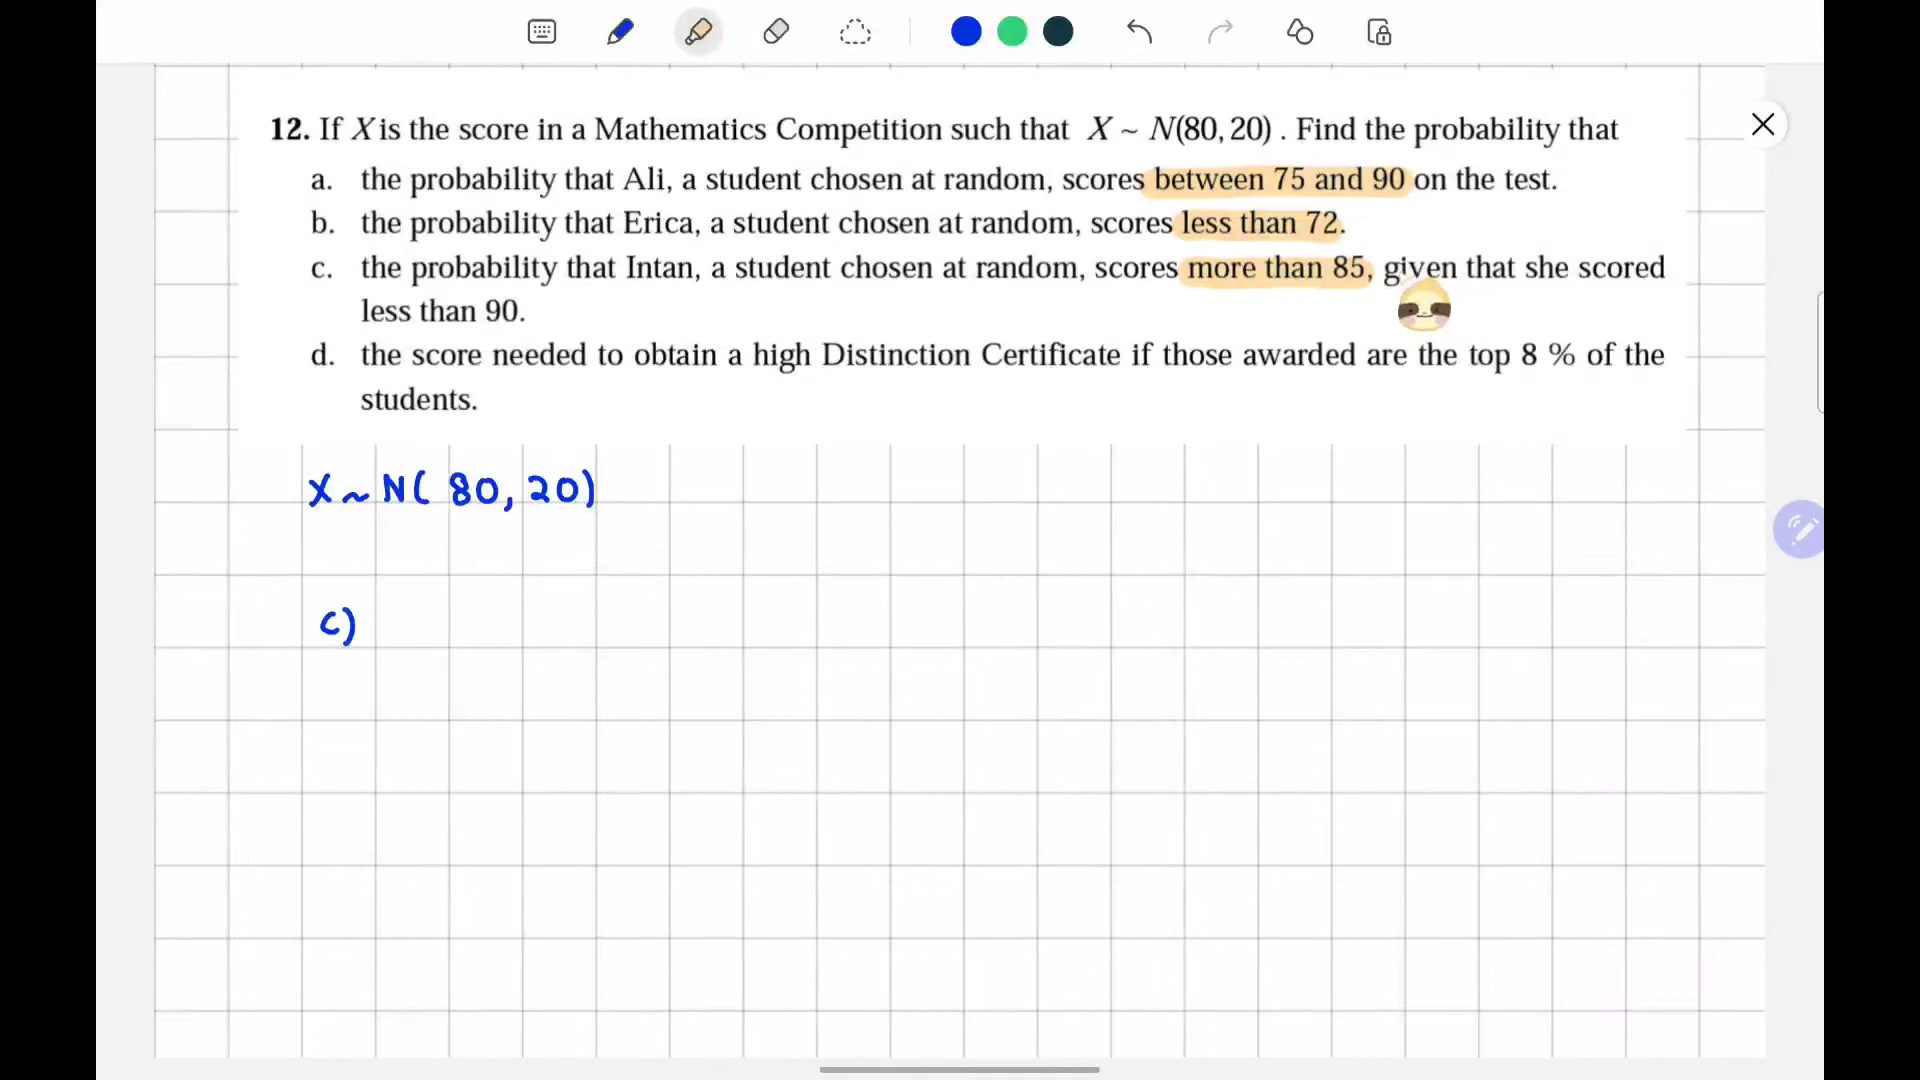 12. If X is the score in a Mathematics Competition such that X ~ N(80, 20) . Find the probability that
a. the probability that Ali, a student chosen at random, scores between 75 and 90 on the test.
b. the probability that Erica, a student chosen at random, scores less than 72.
c. the probability that Intan, a student chosen at random, scores more than 85, given that she scored
less than 90.
d. the score needed to obtain a high Distinction Certificate if those awarded are the top 8 % of the
students.
X ~ N( 80, 20)
c)